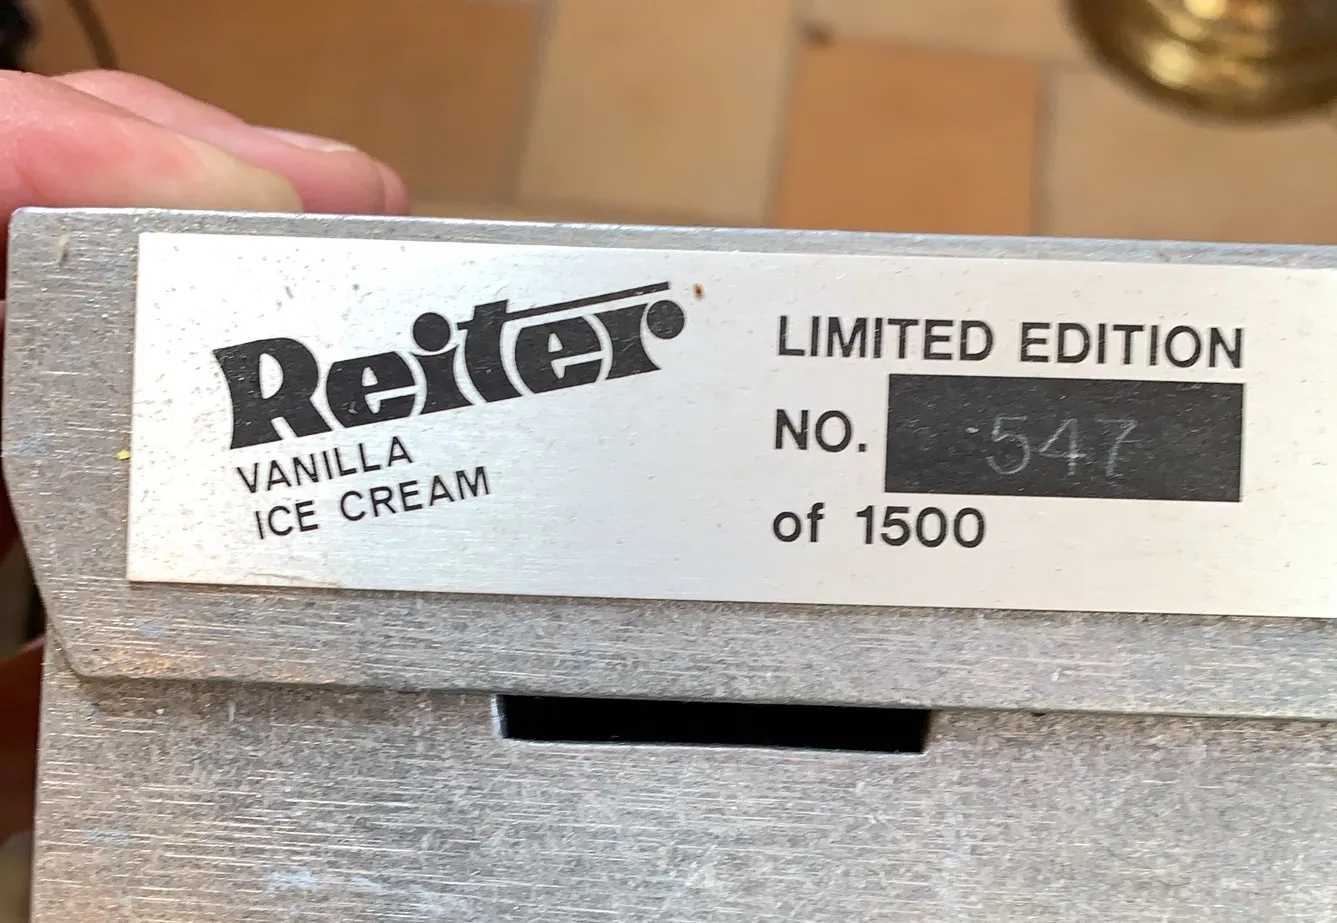 Reiter
VANILLA
ICE CREAM
LIMITED EDITION
NO. 547
of 1500